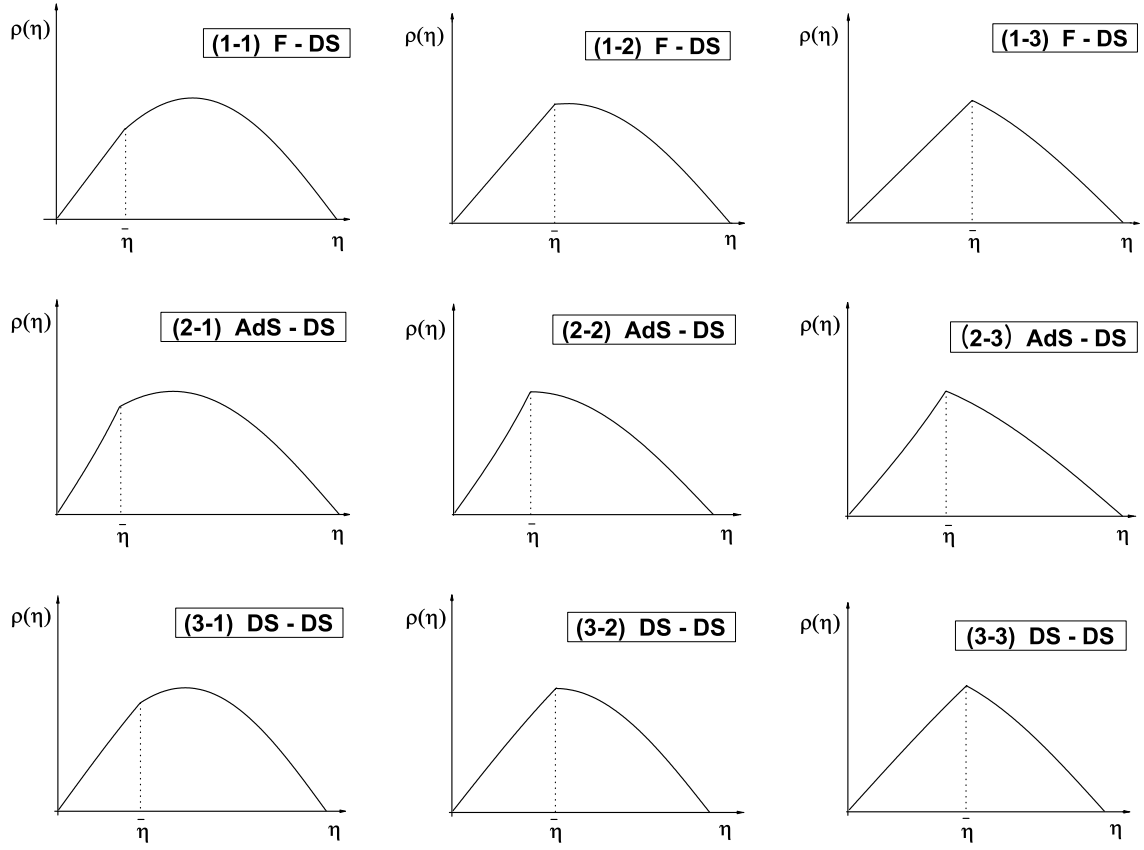 ρ(η)
(1-1) F - DS
η̄
η
ρ(η)
(1-2) F - DS
η̄
η
ρ(η)
(1-3) F - DS
η̄
η
ρ(η)
(2-1) AdS - DS
η̄
η
ρ(η)
(2-2) AdS - DS
η̄
η
ρ(η)
(2-3) AdS - DS
η̄
η
ρ(η)
(3-1) DS - DS
η̄
η
ρ(η)
(3-2) DS - DS
η̄
η
ρ(η)
(3-3) DS - DS
η̄
η